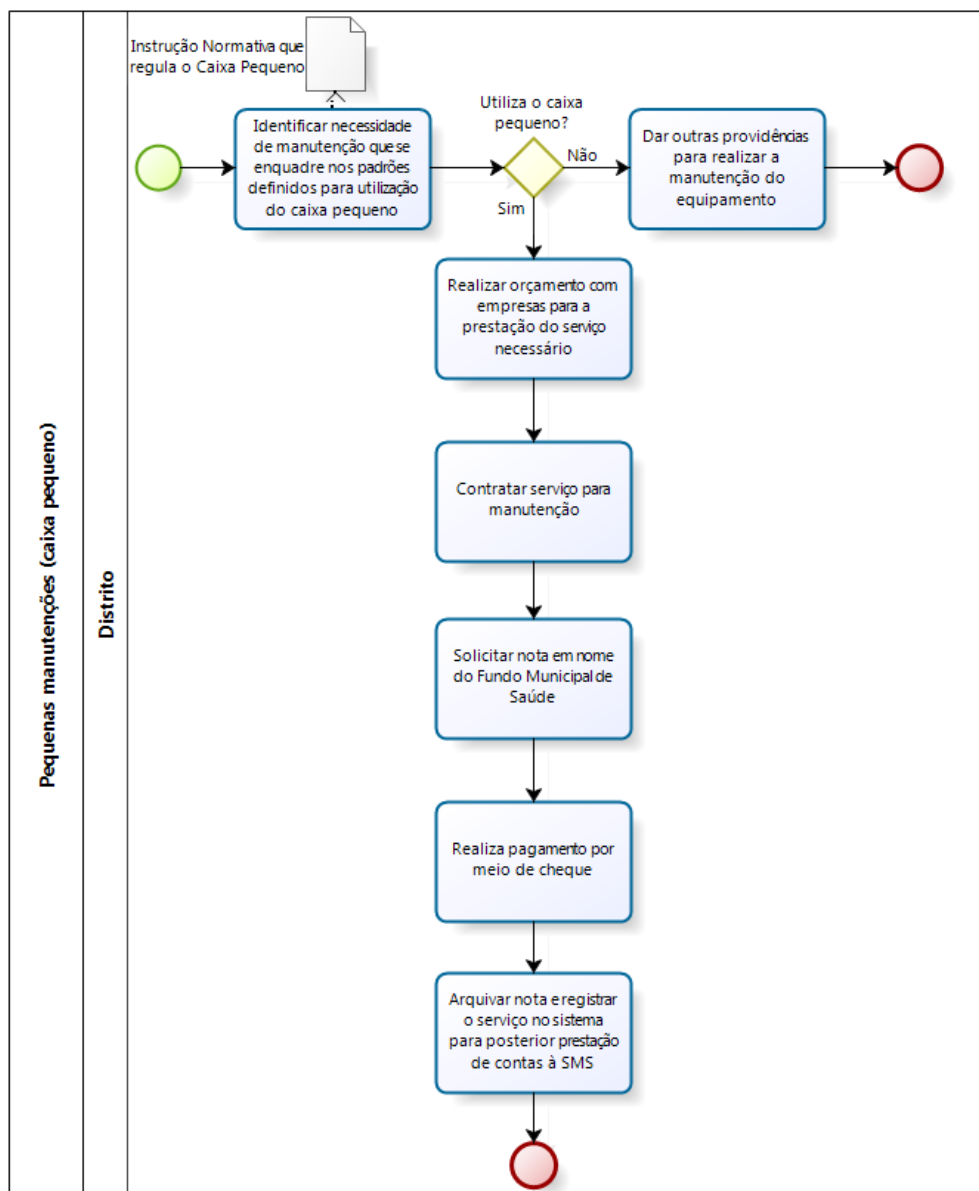 Pequenas manutenções (caixa pequeno)
Distrito
Instrução Normativa que
regula o Caixa Pequeno
Identificar necessidade
de manutenção que se
enquadre nos padrões
definidos para utilização
do caixa pequeno
Utiliza o caixa
pequeno?
Não
Sim
Dar outras providências
para realizar a
manutenção do
equipamento
Realizar orçamento com
empresas para a
prestação do serviço
necessário
Contratar serviço para
manutenção
Solicitar nota em nome
do Fundo Municipal de
Saúde
Realiza pagamento por
meio de cheque
Arquivar nota e registrar
o serviço no sistema
para posterior prestação
de contas à SMS